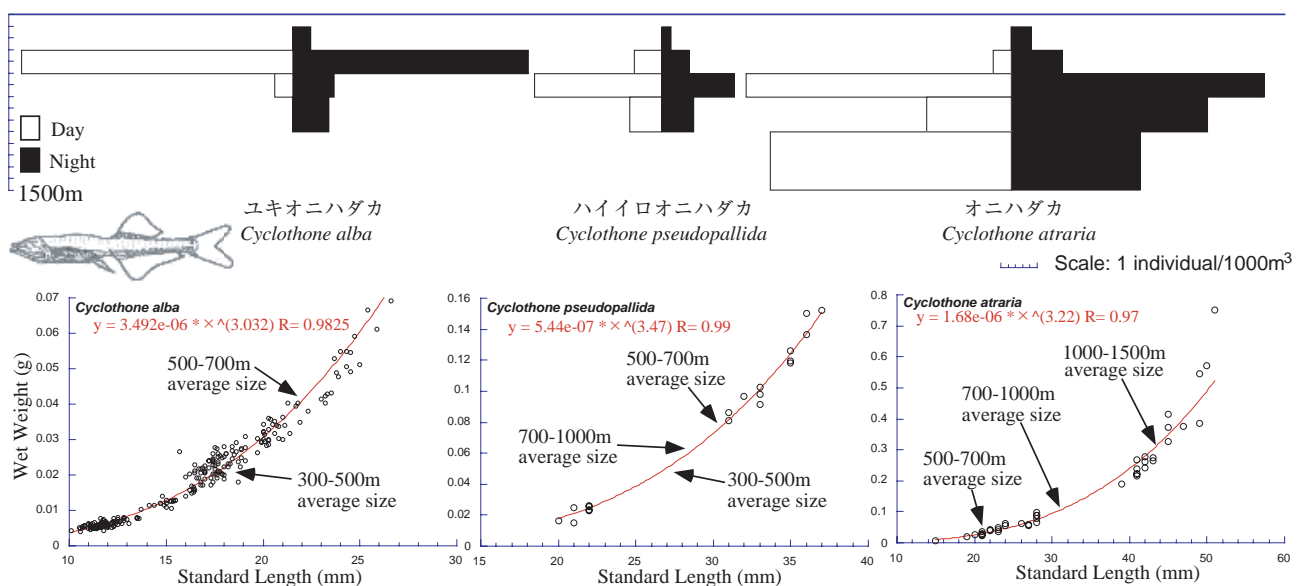 Day
Night
1500m
ユキオニハダカ
Cyclothone alba
ハイイロオニハダカ
Cyclothone pseudopallida
オニハダカ
Cyclothone atraria
Scale: 1 individual/1000m³
Cyclothone alba
y = 3.492e-06 * × ^(3.032) R= 0.9825
500-700m
average size
300-500m
average size
Wet Weight (g)
0.07
0.06
0.05
0.04
0.03
0.02
0.01
0
10
15
20
25
30
Standard Length (mm)
Cyclothone pseudopallida
y = 5.44e-07 * × ^(3.47) R= 0.99
500-700m
average size
700-1000m
average size
300-500m
average size
0.16
0.14
0.12
0.1
0.08
0.06
0.04
0.02
0
15
20
25
30
35
40
Standard Length (mm)
Cyclothone atraria
y = 1.68e-06 * × ^(3.22) R= 0.97
1000-1500m
average size
700-1000m
average size
500-700m
average size
0.8
0.7
0.6
0.5
0.4
0.3
0.2
0.1
0
10
20
30
40
50
60
Standard Length (mm)